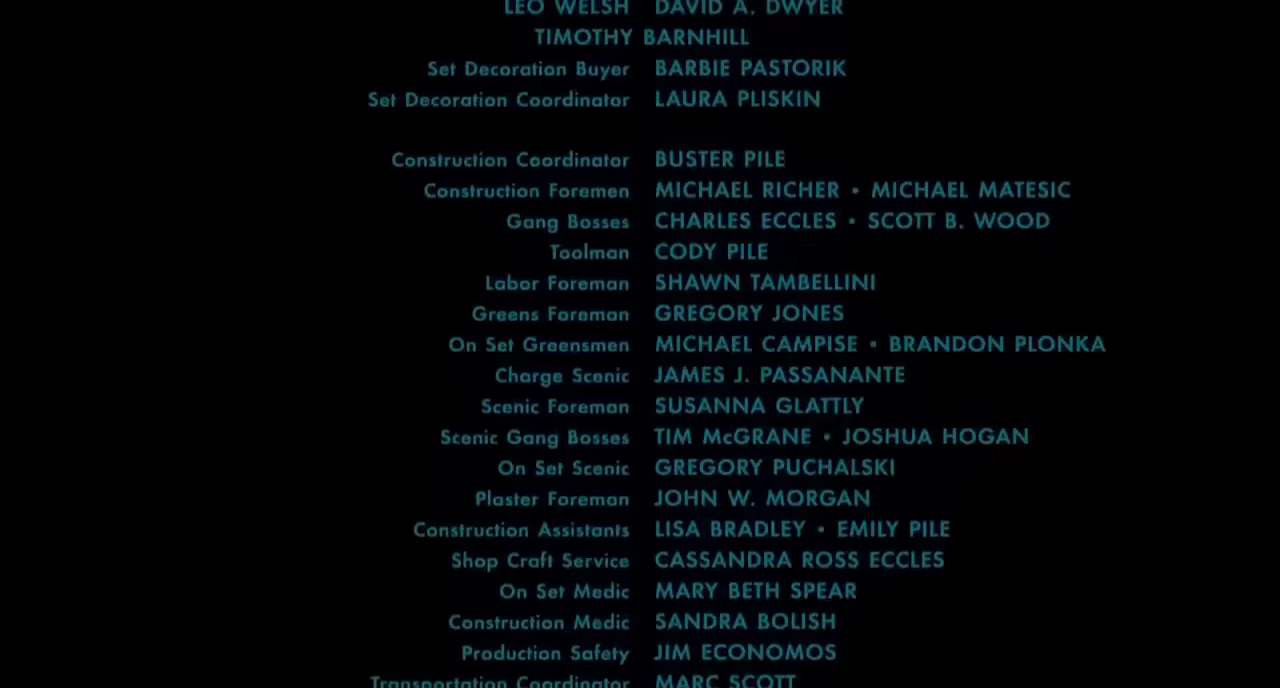 LEO WELSH DAVID A. DWYER
TIMOTHY BARNHILL
Set Decoration Buyer BARBIE PASTORIK
Set Decoration Coordinator LAURA PLISKIN
Construction Coordinator BUSTER PILE
Construction Foremen MICHAEL RICHER • MICHAEL MATESIC
Gang Bosses CHARLES ECCLES • SCOTT B. WOOD
Toolman CODY PILE
Labor Foreman SHAWN TAMBELLINI
Greens Foreman GREGORY JONES
On Set Greensmen MICHAEL CAMPISE • BRANDON PLONKA
Charge Scenic JAMES J. PASSANANTE
Scenic Foreman SUSANNA GLATTLY
Scenic Gang Bosses TIM McGRANE • JOSHUA HOGAN
On Set Scenic GREGORY PUCHALSKI
Plaster Foreman JOHN W. MORGAN
Construction Assistants LISA BRADLEY • EMILY PILE
Shop Craft Service CASSANDRA ROSS ECCLES
On Set Medic MARY BETH SPEAR
Construction Medic SANDRA BOLISH
Production Safety JIM ECONOMOS
Transportation Coordinator MARC SCOTT